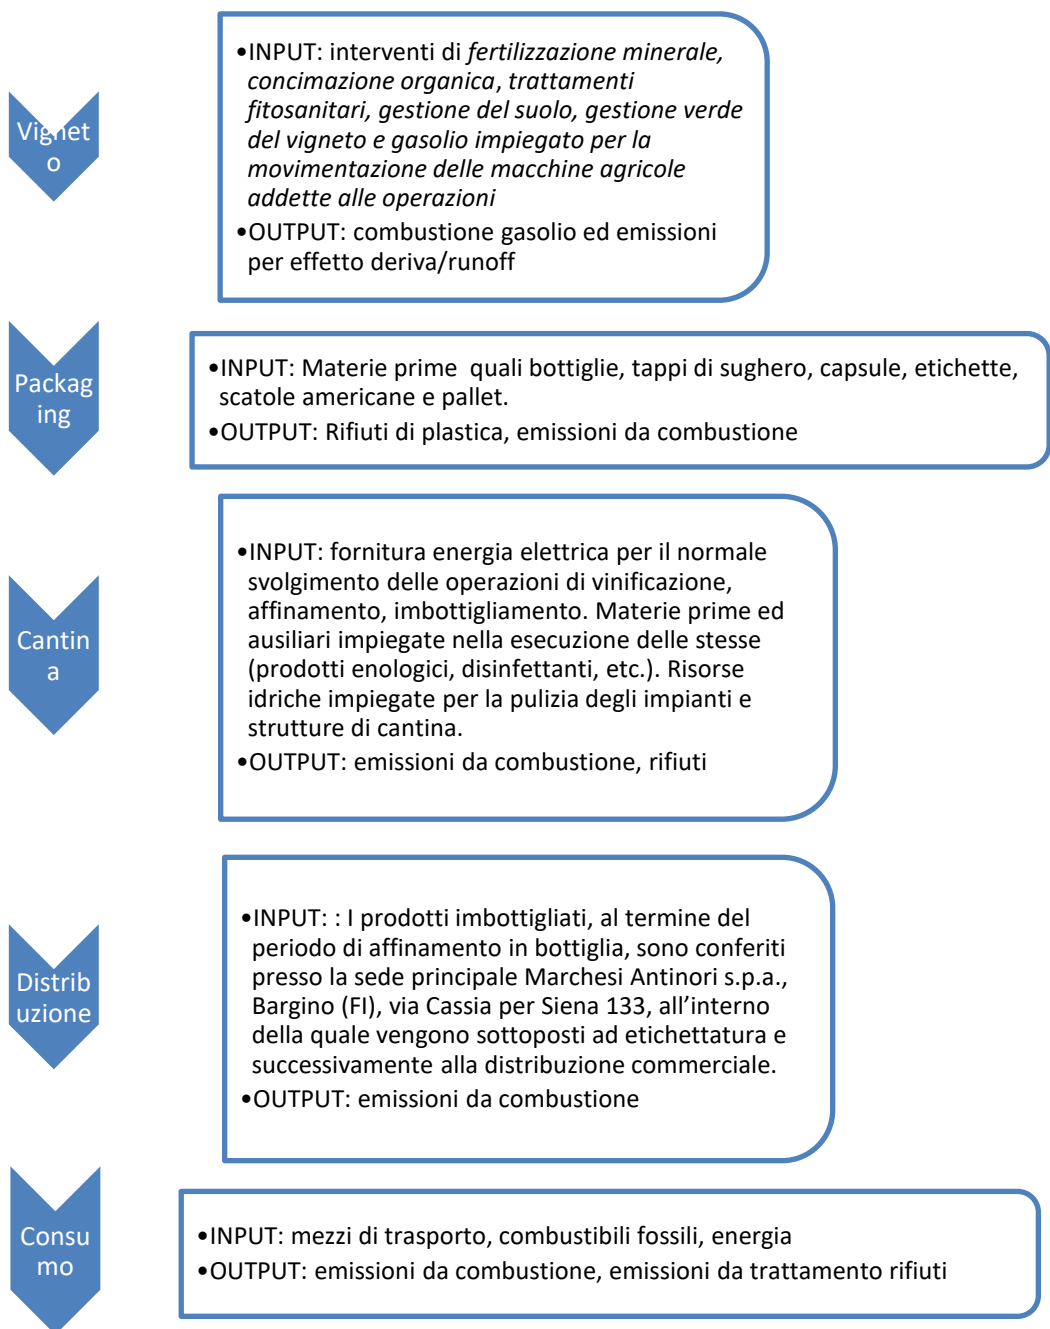 Vignet
o
•INPUT: interventi di fertilizzazione minerale,
concimazione organica, trattamenti
fitosanitari, gestione del suolo, gestione verde
del vigneto e gasolio impiegato per la
movimentazione delle macchine agricole
addette alle operazioni
•OUTPUT: combustione gasolio ed emissioni
per effetto deriva/runoff
Packag
ing
•INPUT: Materie prime quali bottiglie, tappi di sughero, capsule, etichette,
scatole americane e pallet.
•OUTPUT: Rifiuti di plastica, emissioni da combustione
Cantin
a
•INPUT: fornitura energia elettrica per il normale
svolgimento delle operazioni di vinificazione,
affinamento, imbottigliamento. Materie prime ed
ausiliari impiegate nella esecuzione delle stesse
(prodotti enologici, disinfettanti, etc.). Risorse
idriche impiegate per la pulizia degli impianti e
strutture di cantina.
•OUTPUT: emissioni da combustione, rifiuti
Distrib
uzione
•INPUT: : I prodotti imbottigliati, al termine del
periodo di affinamento in bottiglia, sono conferiti
presso la sede principale Marchesi Antinori s.p.a.,
Bargino (FI), via Cassia per Siena 133, all’interno
della quale vengono sottoposti ad etichettatura e
successivamente alla distribuzione commerciale.
•OUTPUT: emissioni da combustione
Consu
mo
•INPUT: mezzi di trasporto, combustibili fossili, energia
•OUTPUT: emissioni da combustione, emissioni da trattamento rifiuti